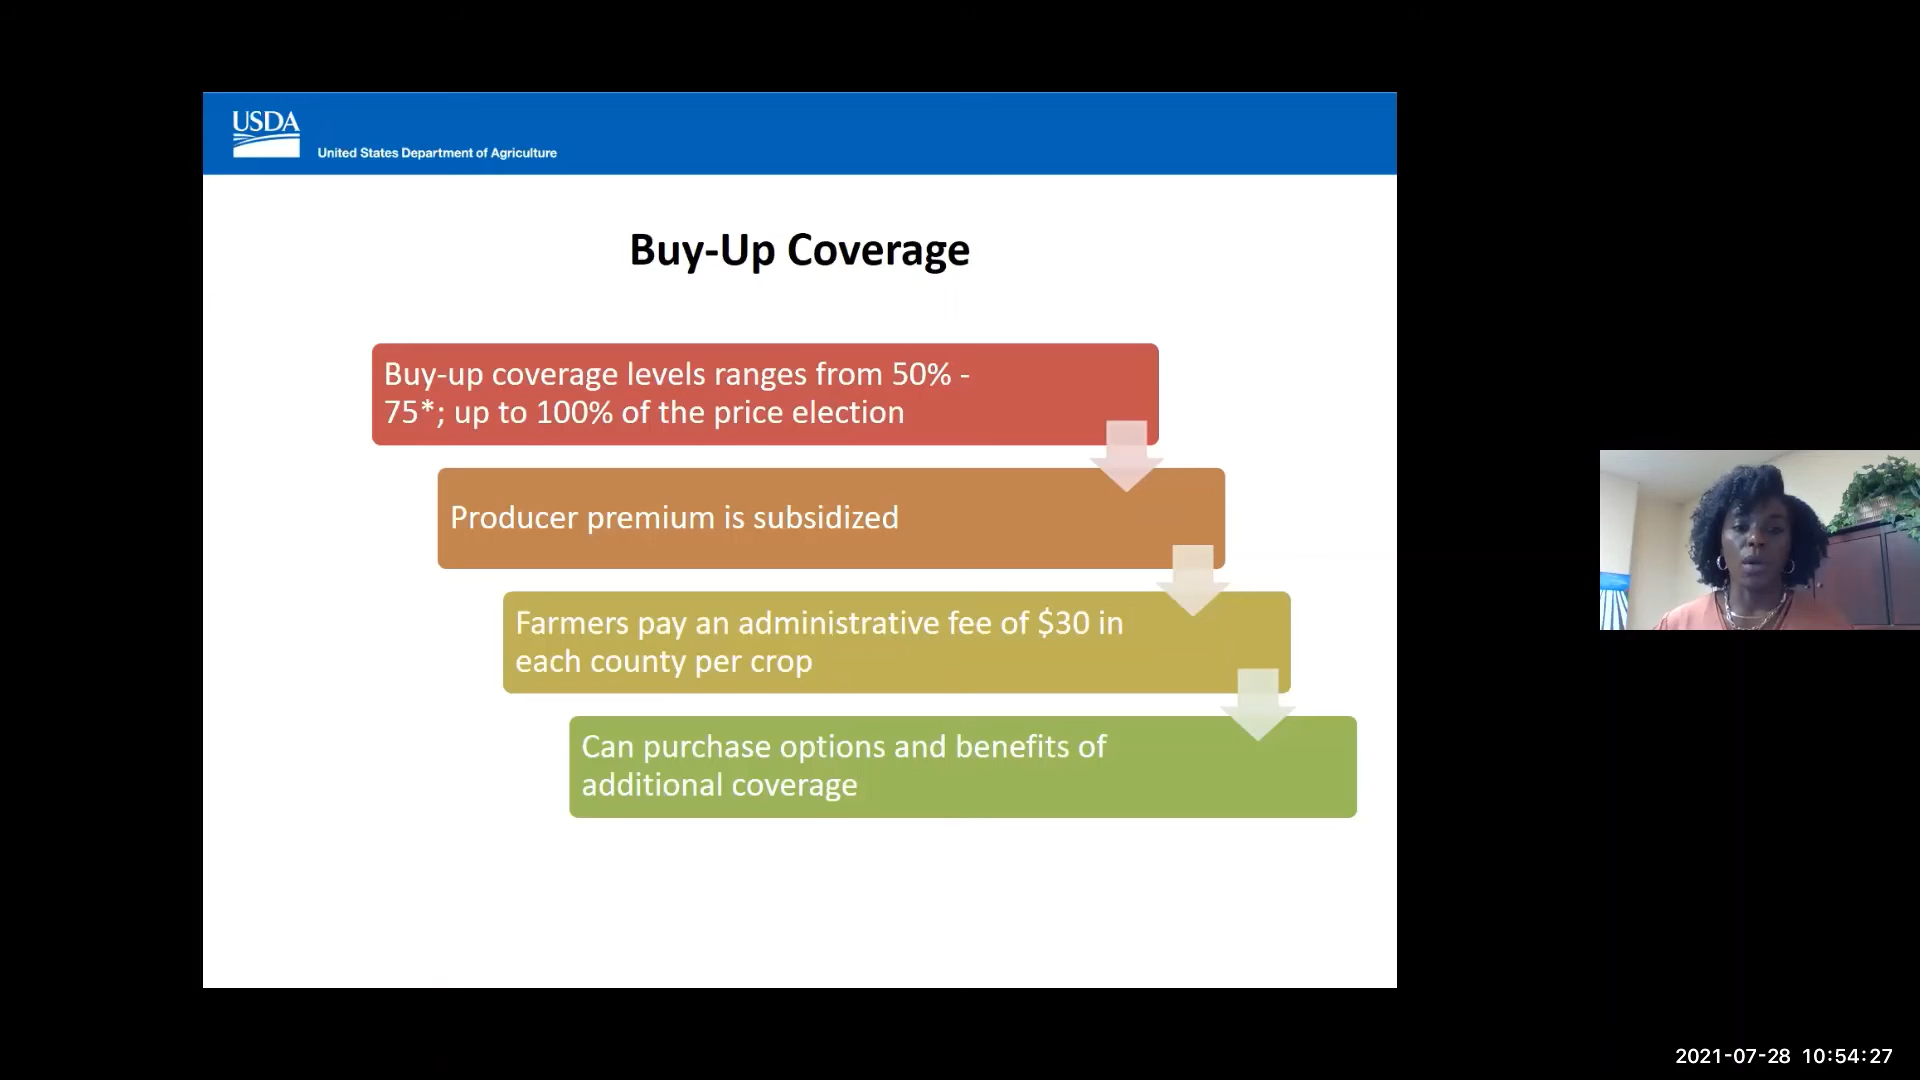 USDA
United States Department of Agriculture
Buy-Up Coverage
Buy-up coverage levels ranges from 50% -
75*; up to 100% of the price election
Producer premium is subsidized
Farmers pay an administrative fee of $30 in
each county per crop
Can purchase options and benefits of
additional coverage
2021-07-28 10:54:27